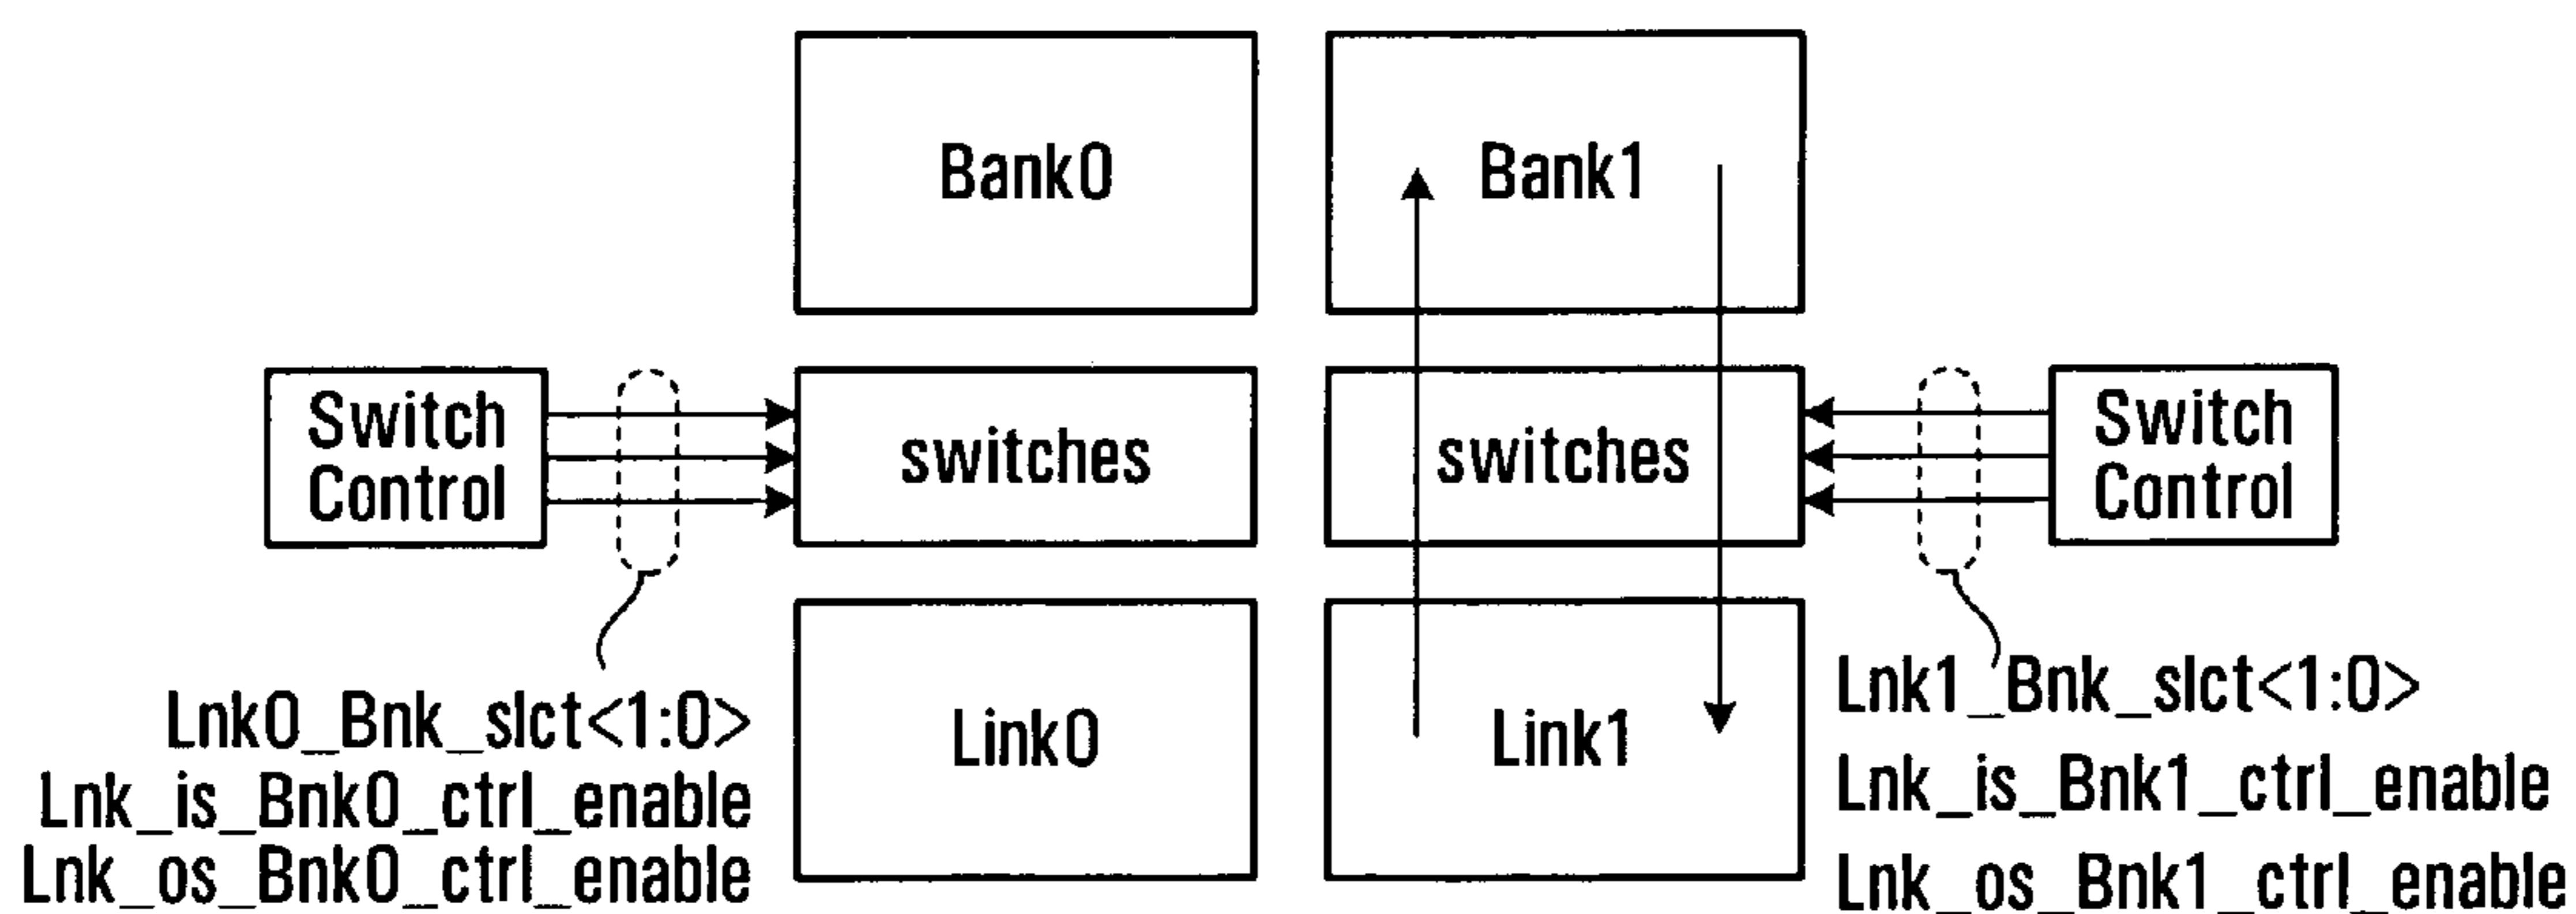 Bank0
Bank1
Switch
Control
switches
switches
Switch
Control
Lnk0_Bnk_slct<1:0>
Lnk_is_Bnk0_ctrl_enable
Lnk_os_Bnk0_ctrl_enable
Link0
Link1
Lnk1_Bnk_slct<1:0>
Lnk_is_Bnk1_ctrl_enable
Lnk_os_Bnk1_ctrl_enable